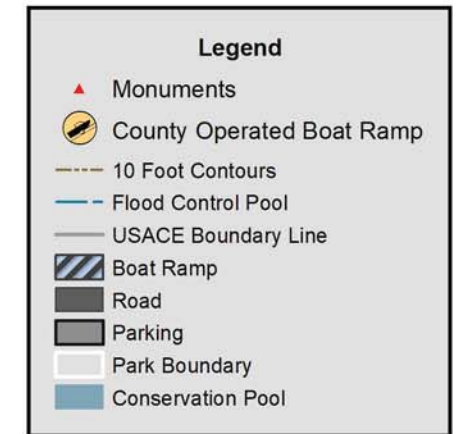 Legend
Monuments
County Operated Boat Ramp
10 Foot Contours
Flood Control Pool
USACE Boundary Line
Boat Ramp
Road
Parking
Park Boundary
Conservation Pool